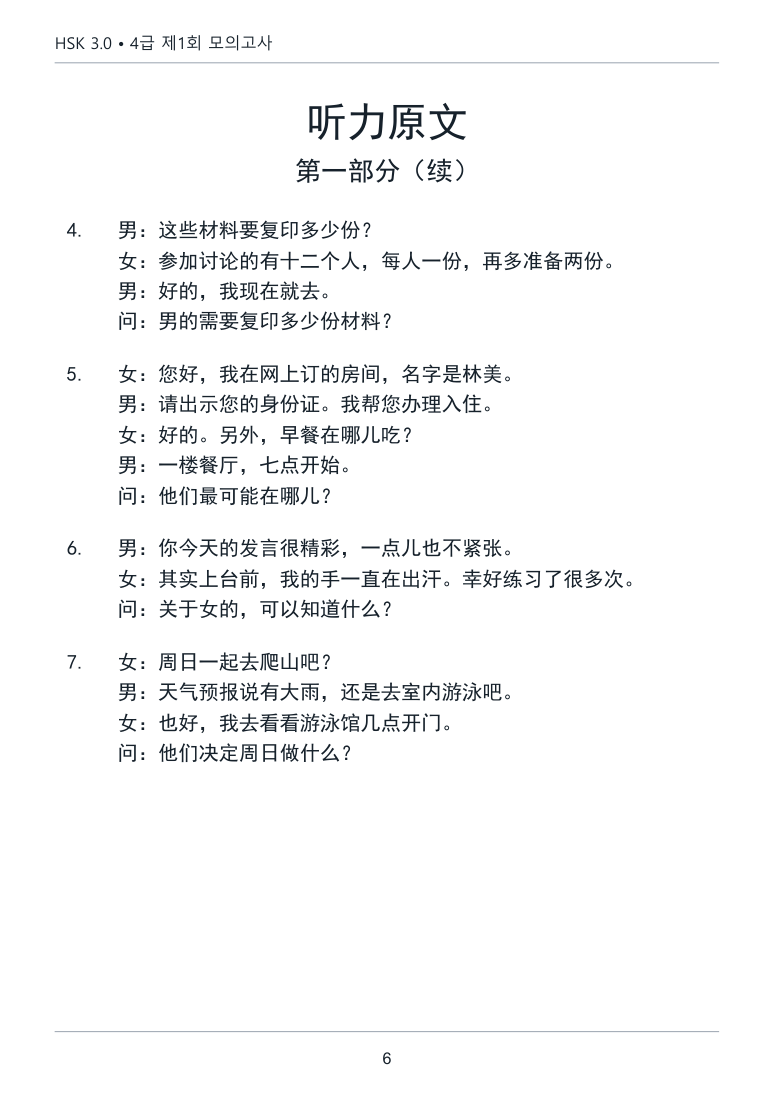 HSK 3.0 • 4급 제1회 모의고사
听力原文
第一部分（续）
4. 男：这些材料要复印多少份？
女：参加讨论的有十二个人，每人一份，再多准备两份。
男：好的，我现在就去。
问：男的需要复印多少份材料？
5. 女：您好，我在网上订的房间，名字是林美。
男：请出示您的身份证。我帮您办理入住。
女：好的。另外，早餐在哪儿吃？
男：一楼餐厅，七点开始。
问：他们最可能在哪儿？
6. 男：你今天的发言很精彩，一点儿也不紧张。
女：其实上台前，我的手一直在出汗。幸好练习了很多次。
问：关于女的，可以知道什么？
7. 女：周日一起去爬山吧？
男：天气预报说有大雨，还是去室内游泳吧。
女：也好，我去看看游泳馆几点开门。
问：他们决定周日做什么？
6